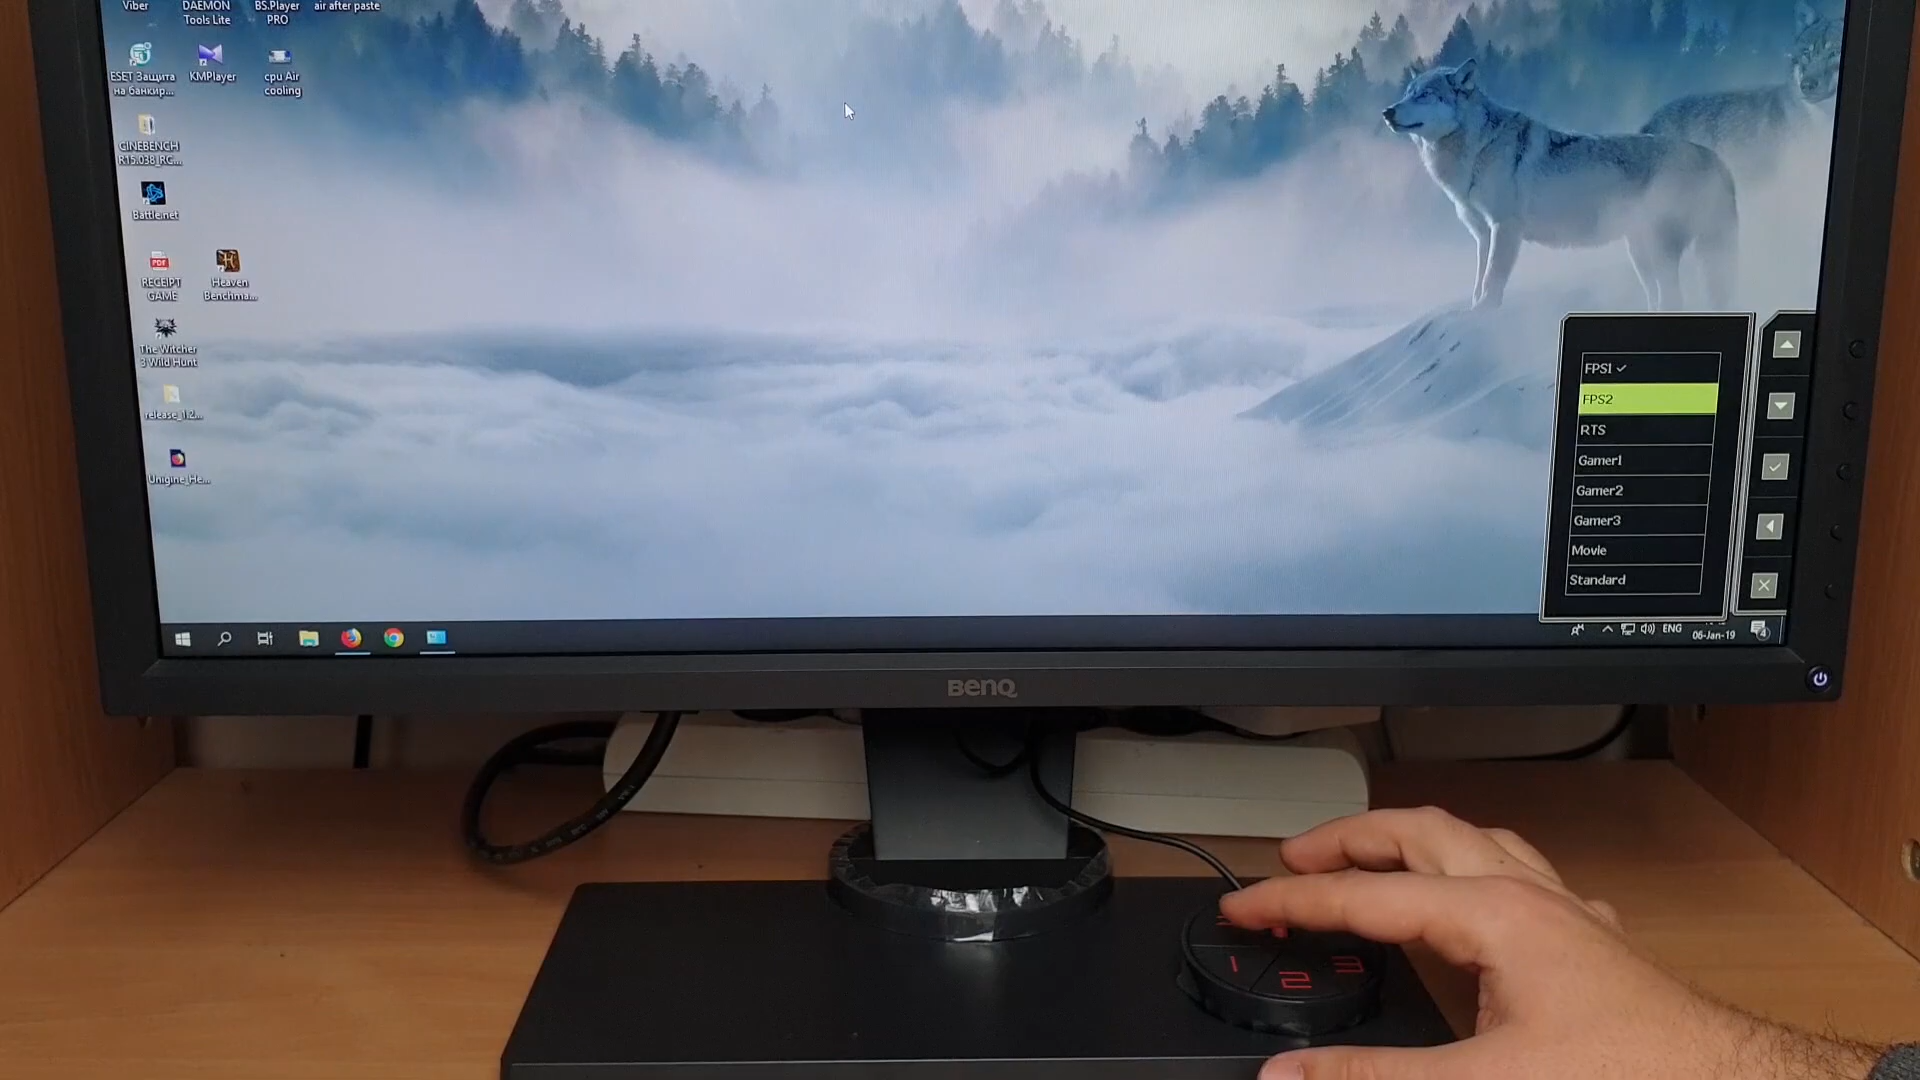 Viber
DAEMON
Tools Lite
BS.Player
PRO
air after paste
ESET Защита
на банкир...
KMPlayer
cpu Air
cooling
CINEBENCH
R15.038_RC...
Battle.net
PDF
RECEIPT
GAME
Heaven
Benchma...
The Witcher
3 Wild Hunt
release_1.2...
Unigine_He...
FPS1
FPS2
RTS
Gamer1
Gamer2
Gamer3
Movie
Standard
ENG
06-Jan-19
4
BenQ
1
2
3